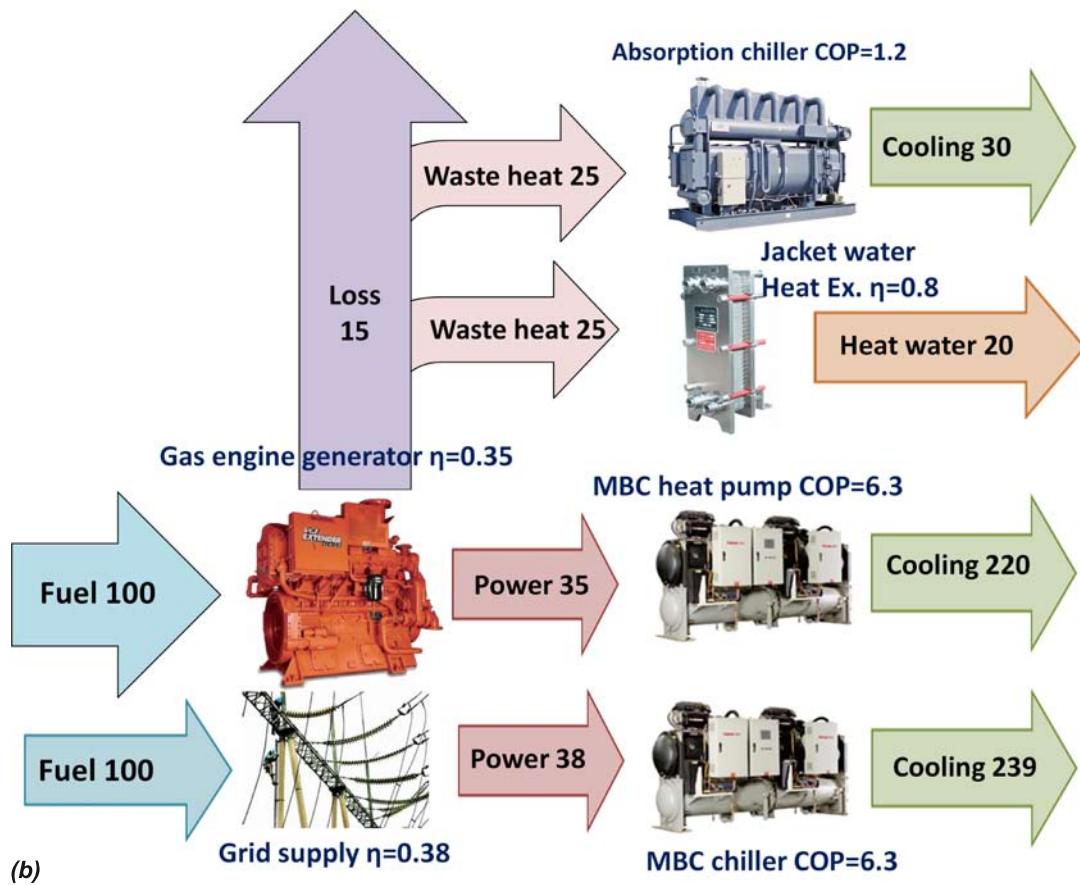 Absorption chiller COP=1.2
Waste heat 25
Cooling 30
Jacket water
Heat Ex. η=0.8
Loss
15
Waste heat 25
Heat water 20
Gas engine generator η=0.35
MBC heat pump COP=6.3
EXTENDER
Fuel 100
Power 35
Cooling 220
Fuel 100
Power 38
Cooling 239
Grid supply η=0.38
MBC chiller COP=6.3
(b)